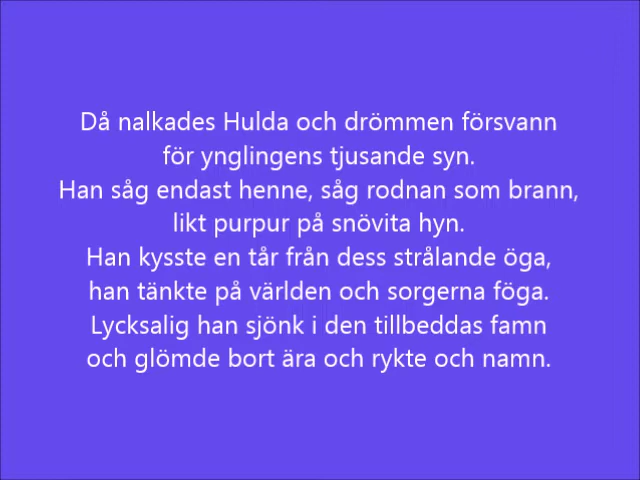 Då nalkades Hulda och drömmen försvann
för ynglingens tjusande syn.
Han såg endast henne, såg rodnan som brann,
likt purpur på snövita hyn.
Han kysste en tår från dess strålande öga,
han tänkte på världen och sorgerna föga.
Lycksalig han sjönk i den tillbeddas famn
och glömde bort ära och rykte och namn.